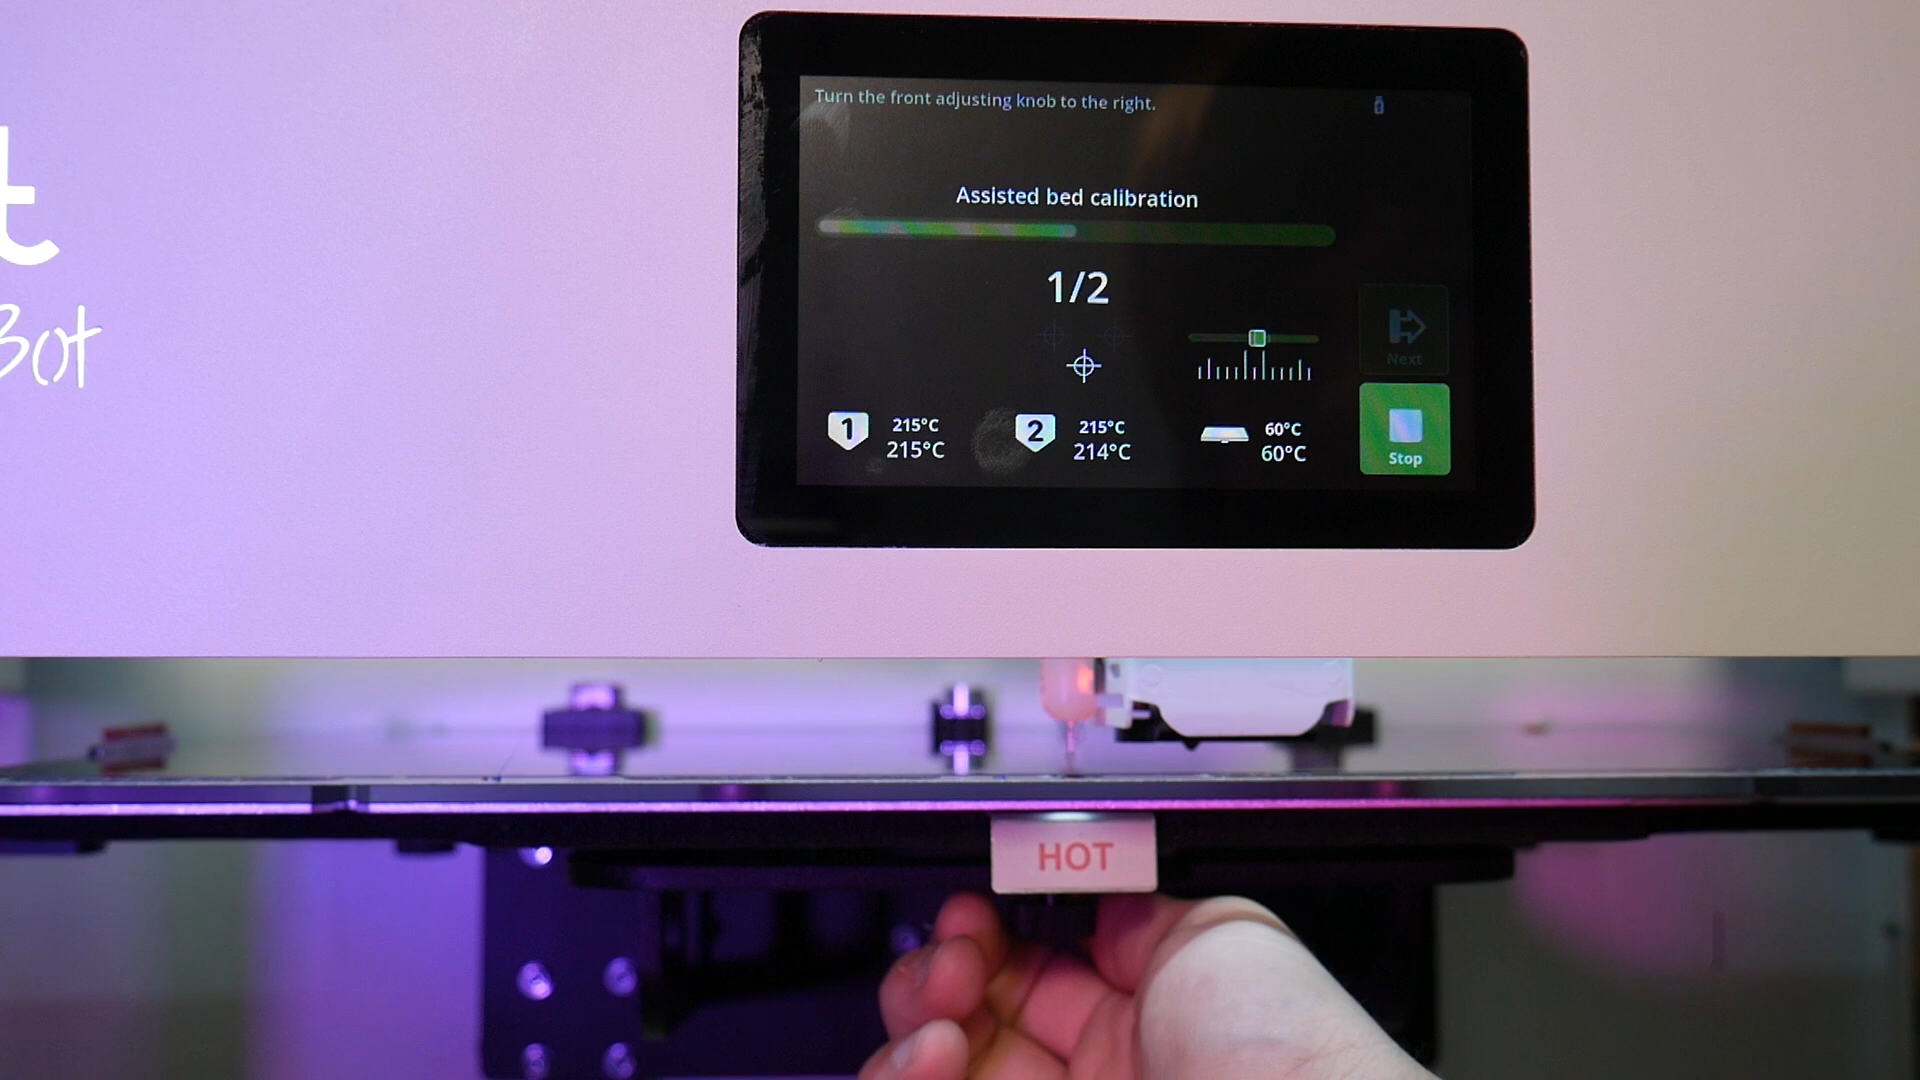 t
Bot
Turn the front adjusting knob to the right.
Assisted bed calibration
1/2
Next
1 215°C 2 215°C 60°C
215°C 214°C 60°C
Stop
HOT